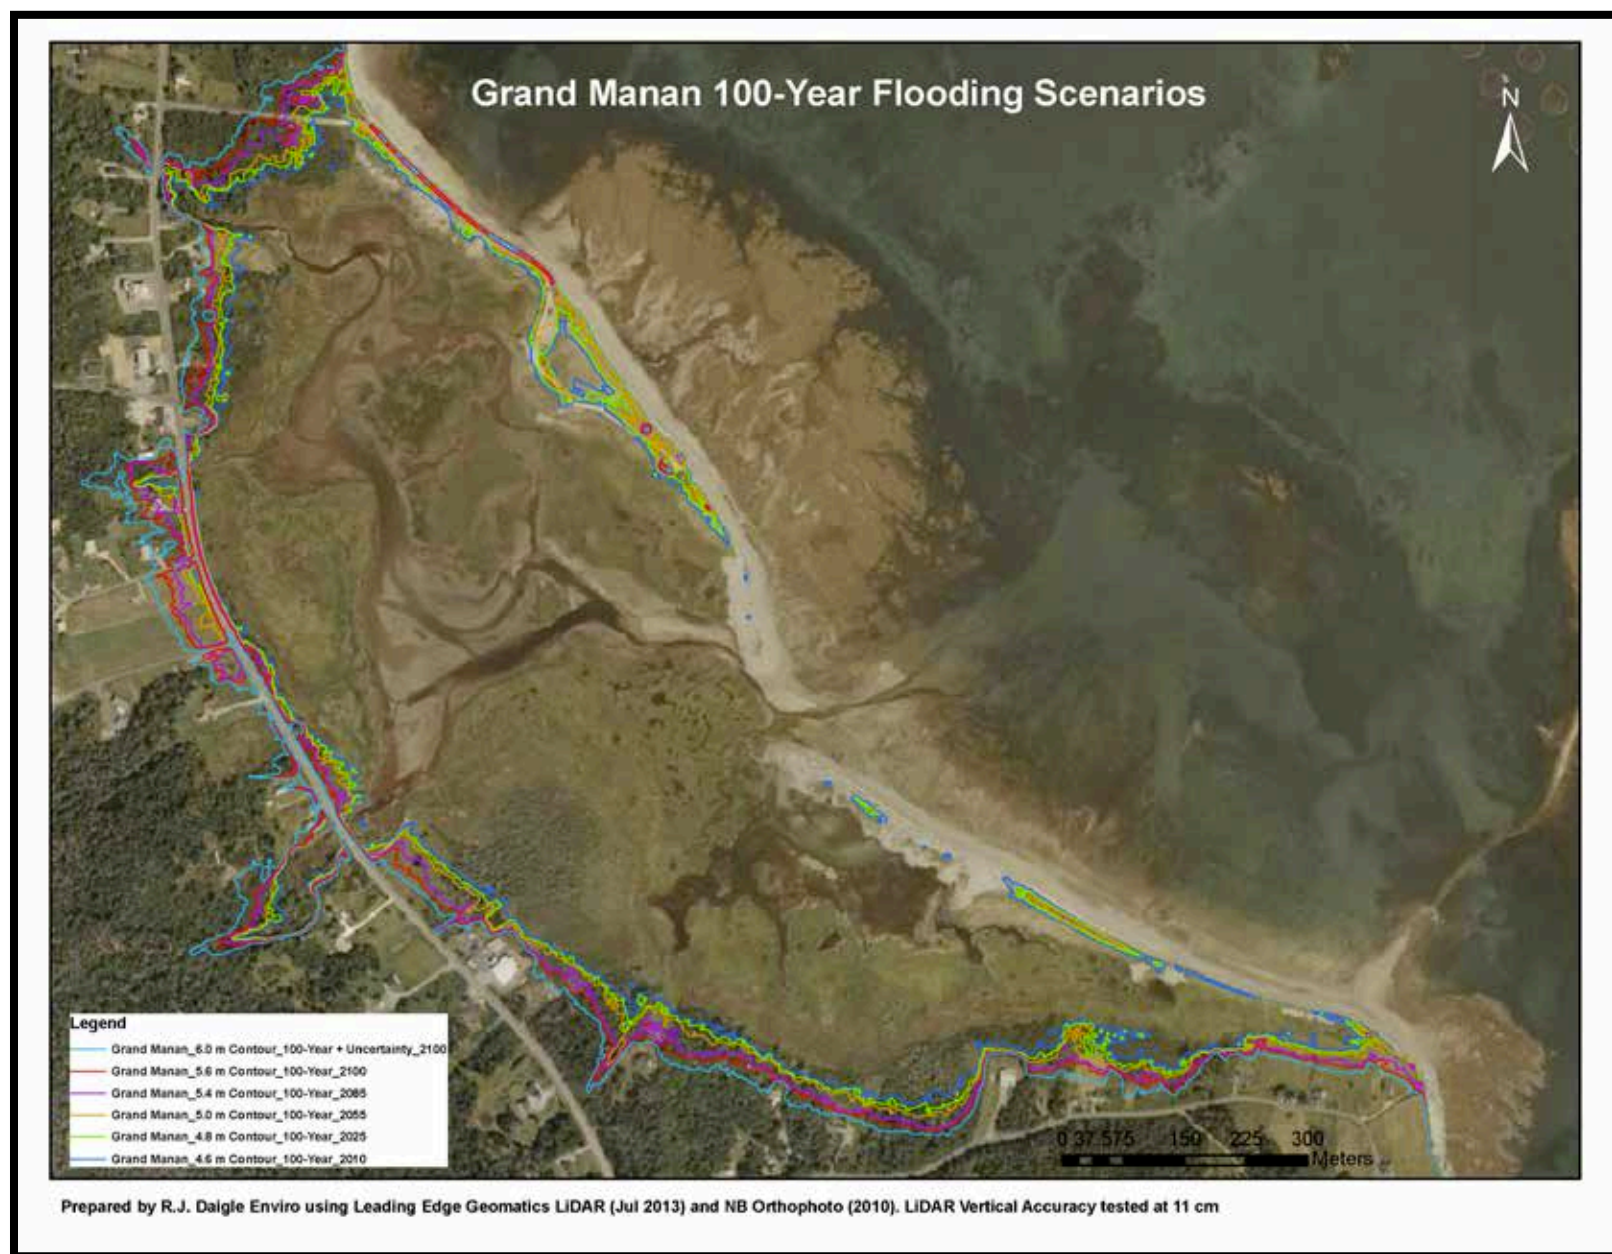 Grand Manan 100-Year Flooding Scenarios
N
Legend
Grand Manan_6.0 m Contour_100-Year + Uncertainty_2100
Grand Manan_5.6 m Contour_100-Year_2100
Grand Manan_5.4 m Contour_100-Year_2085
Grand Manan_5.0 m Contour_100-Year_2055
Grand Manan_4.8 m Contour_100-Year_2025
Grand Manan_4.6 m Contour_100-Year_2010
0 37.575 150 225 300
Meters
Prepared by R.J. Daigle Enviro using Leading Edge Geomatics LiDAR (Jul 2013) and NB Orthophoto (2010). LiDAR Vertical Accuracy tested at 11 cm